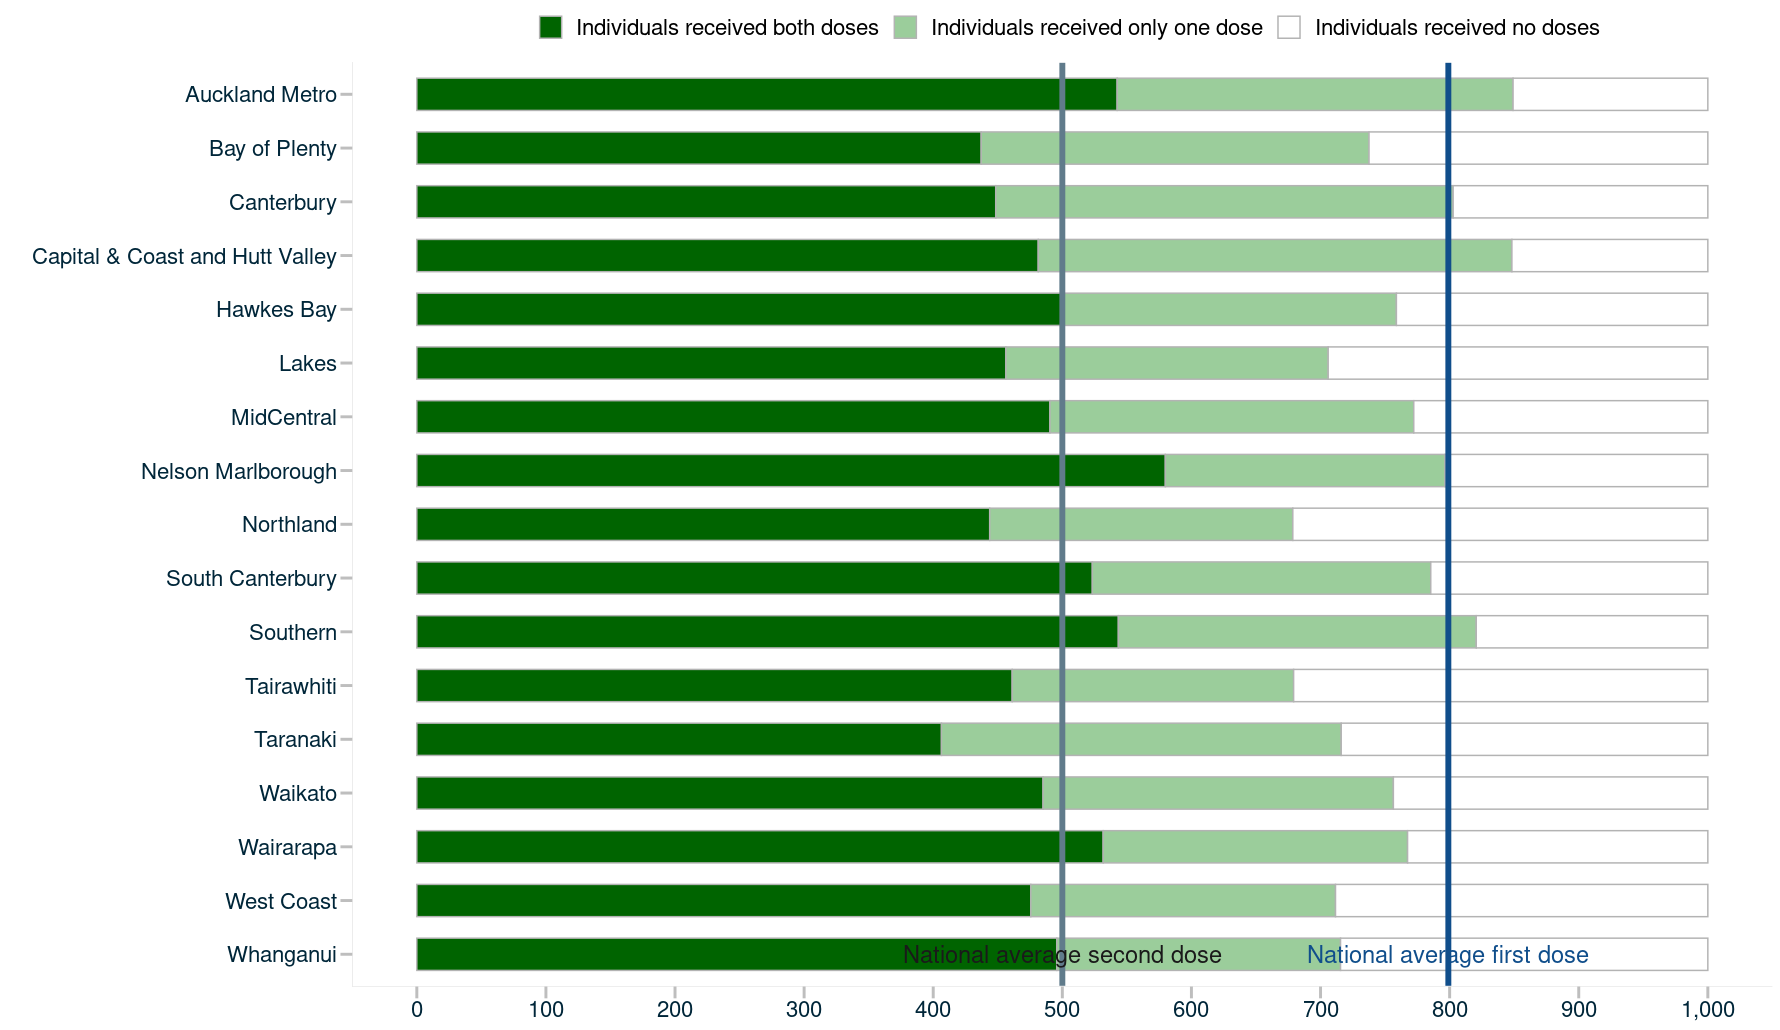 Individuals received both doses Individuals received only one dose Individuals received no doses
Auckland Metro
Bay of Plenty
Canterbury
Capital & Coast and Hutt Valley
Hawkes Bay
Lakes
MidCentral
Nelson Marlborough
Northland
South Canterbury
Southern
Tairawhiti
Taranaki
Waikato
Wairarapa
West Coast
Whanganui National average second dose National average first dose
0 100 200 300 400 500 600 700 800 900 1,000